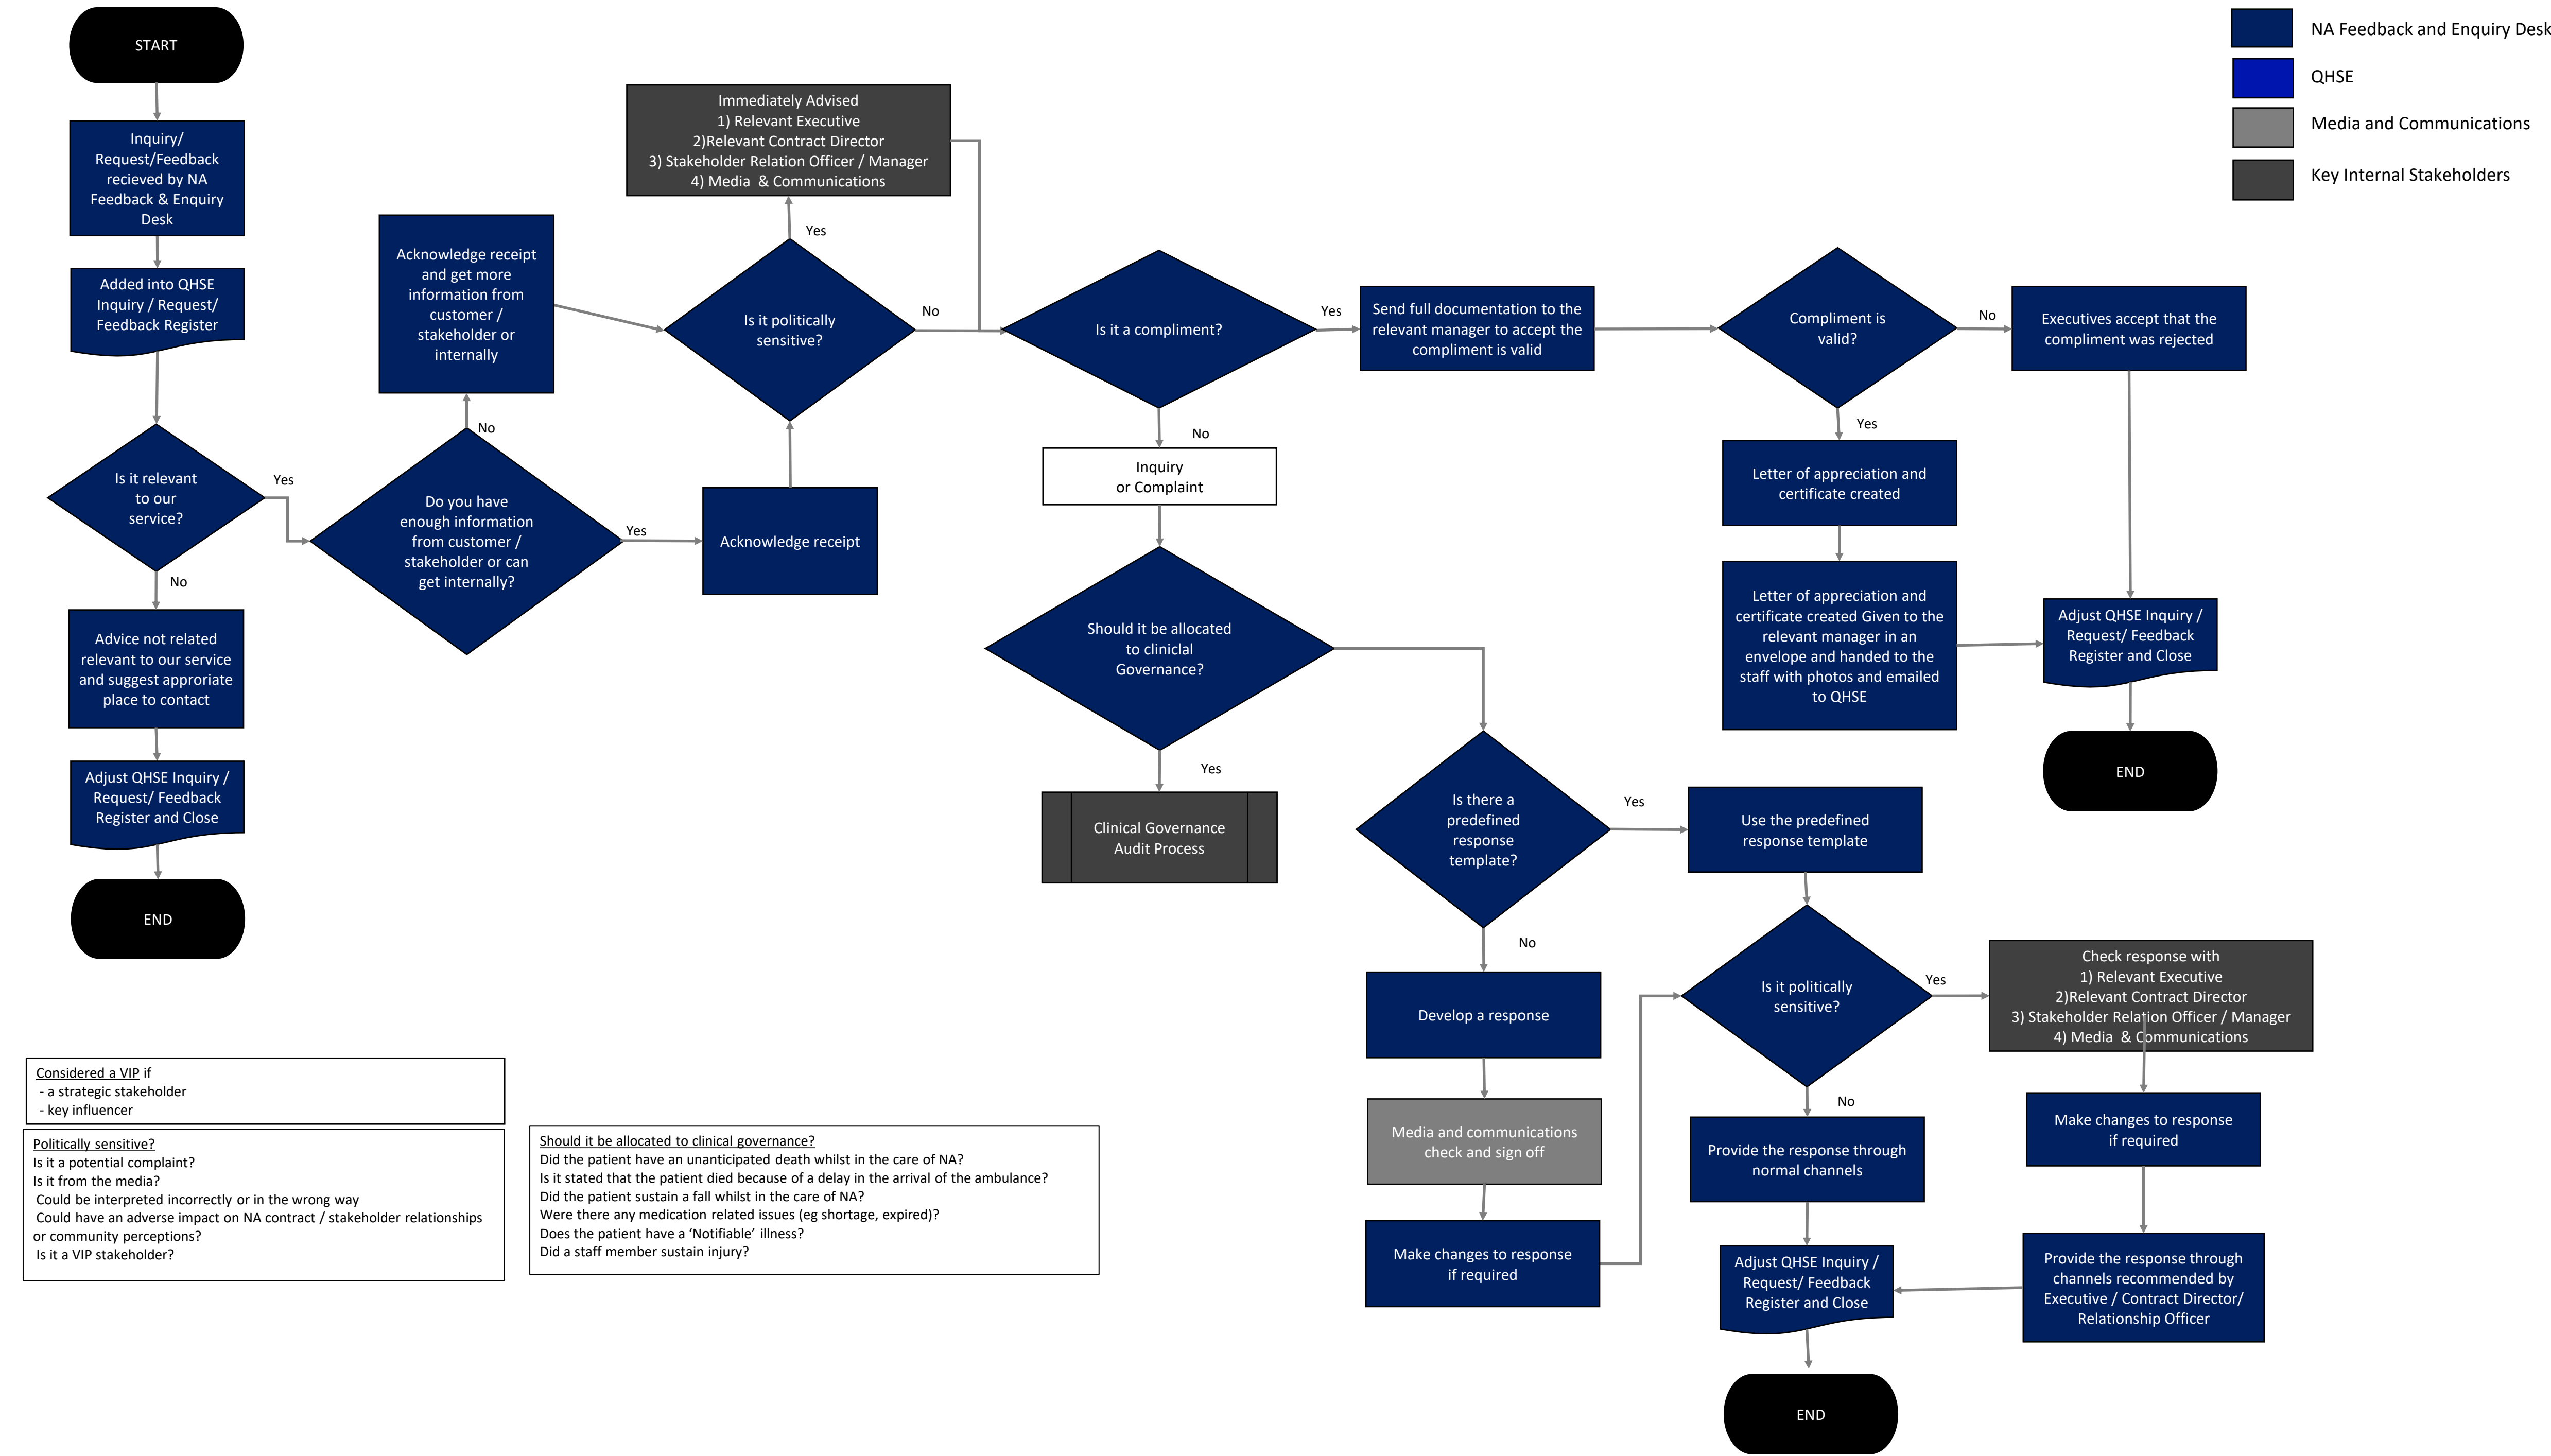 START
Inquiry/
Request/Feedback
recieved by NA
Feedback & Enquiry
Desk
Added into QHSE
Inquiry / Request/
Feedback Register
Is it relevant
to our
service?
Yes
No
Advice not related
relevant to our service
and suggest approriate
place to contact
Adjust QHSE Inquiry /
Request/ Feedback
Register and Close
END
Acknowledge receipt
and get more
information from
customer /
stakeholder or
internally
No
Do you have
enough information
from customer /
stakeholder or can
get internally?
Yes
Acknowledge receipt
Immediately Advised
1) Relevant Executive
2)Relevant Contract Director
3) Stakeholder Relation Officer / Manager
4) Media & Communications
Yes
Is it politically
sensitive?
No
Is it a compliment?
Yes
No
Inquiry
or Complaint
Should it be allocated
to cliniclal
Governance?
Yes
Clinical Governance
Audit Process
Send full documentation to the
relevant manager to accept the
compliment is valid
Compliment is
valid?
No
Executives accept that the
compliment was rejected
Yes
Letter of appreciation and
certificate created
Letter of appreciation and
certificate created Given to the
relevant manager in an
envelope and handed to the
staff with photos and emailed
to QHSE
Adjust QHSE Inquiry /
Request/ Feedback
Register and Close
END
Is there a
predefined
response
template?
Yes
Use the predefined
response template
No
Develop a response
Media and communications
check and sign off
Make changes to response
if required
Is it politically
sensitive?
Yes
Check response with
1) Relevant Executive
2)Relevant Contract Director
3) Stakeholder Relation Officer / Manager
4) Media & Communications
No
Provide the response through
normal channels
Make changes to response
if required
Provide the response through
channels recommended by
Executive / Contract Director/
Relationship Officer
Adjust QHSE Inquiry /
Request/ Feedback
Register and Close
END
NA Feedback and Enquiry Desk
QHSE
Media and Communications
Key Internal Stakeholders
Considered a VIP if
- a strategic stakeholder
- key influencer
Politically sensitive?
Is it a potential complaint?
Is it from the media?
Could be interpreted incorrectly or in the wrong way
Could have an adverse impact on NA contract / stakeholder relationships
or community perceptions?
Is it a VIP stakeholder?
Should it be allocated to clinical governance?
Did the patient have an unanticipated death whilst in the care of NA?
Is it stated that the patient died because of a delay in the arrival of the ambulance?
Did the patient sustain a fall whilst in the care of NA?
Were there any medication related issues (eg shortage, expired)?
Does the patient have a ‘Notifiable’ illness?
Did a staff member sustain injury?